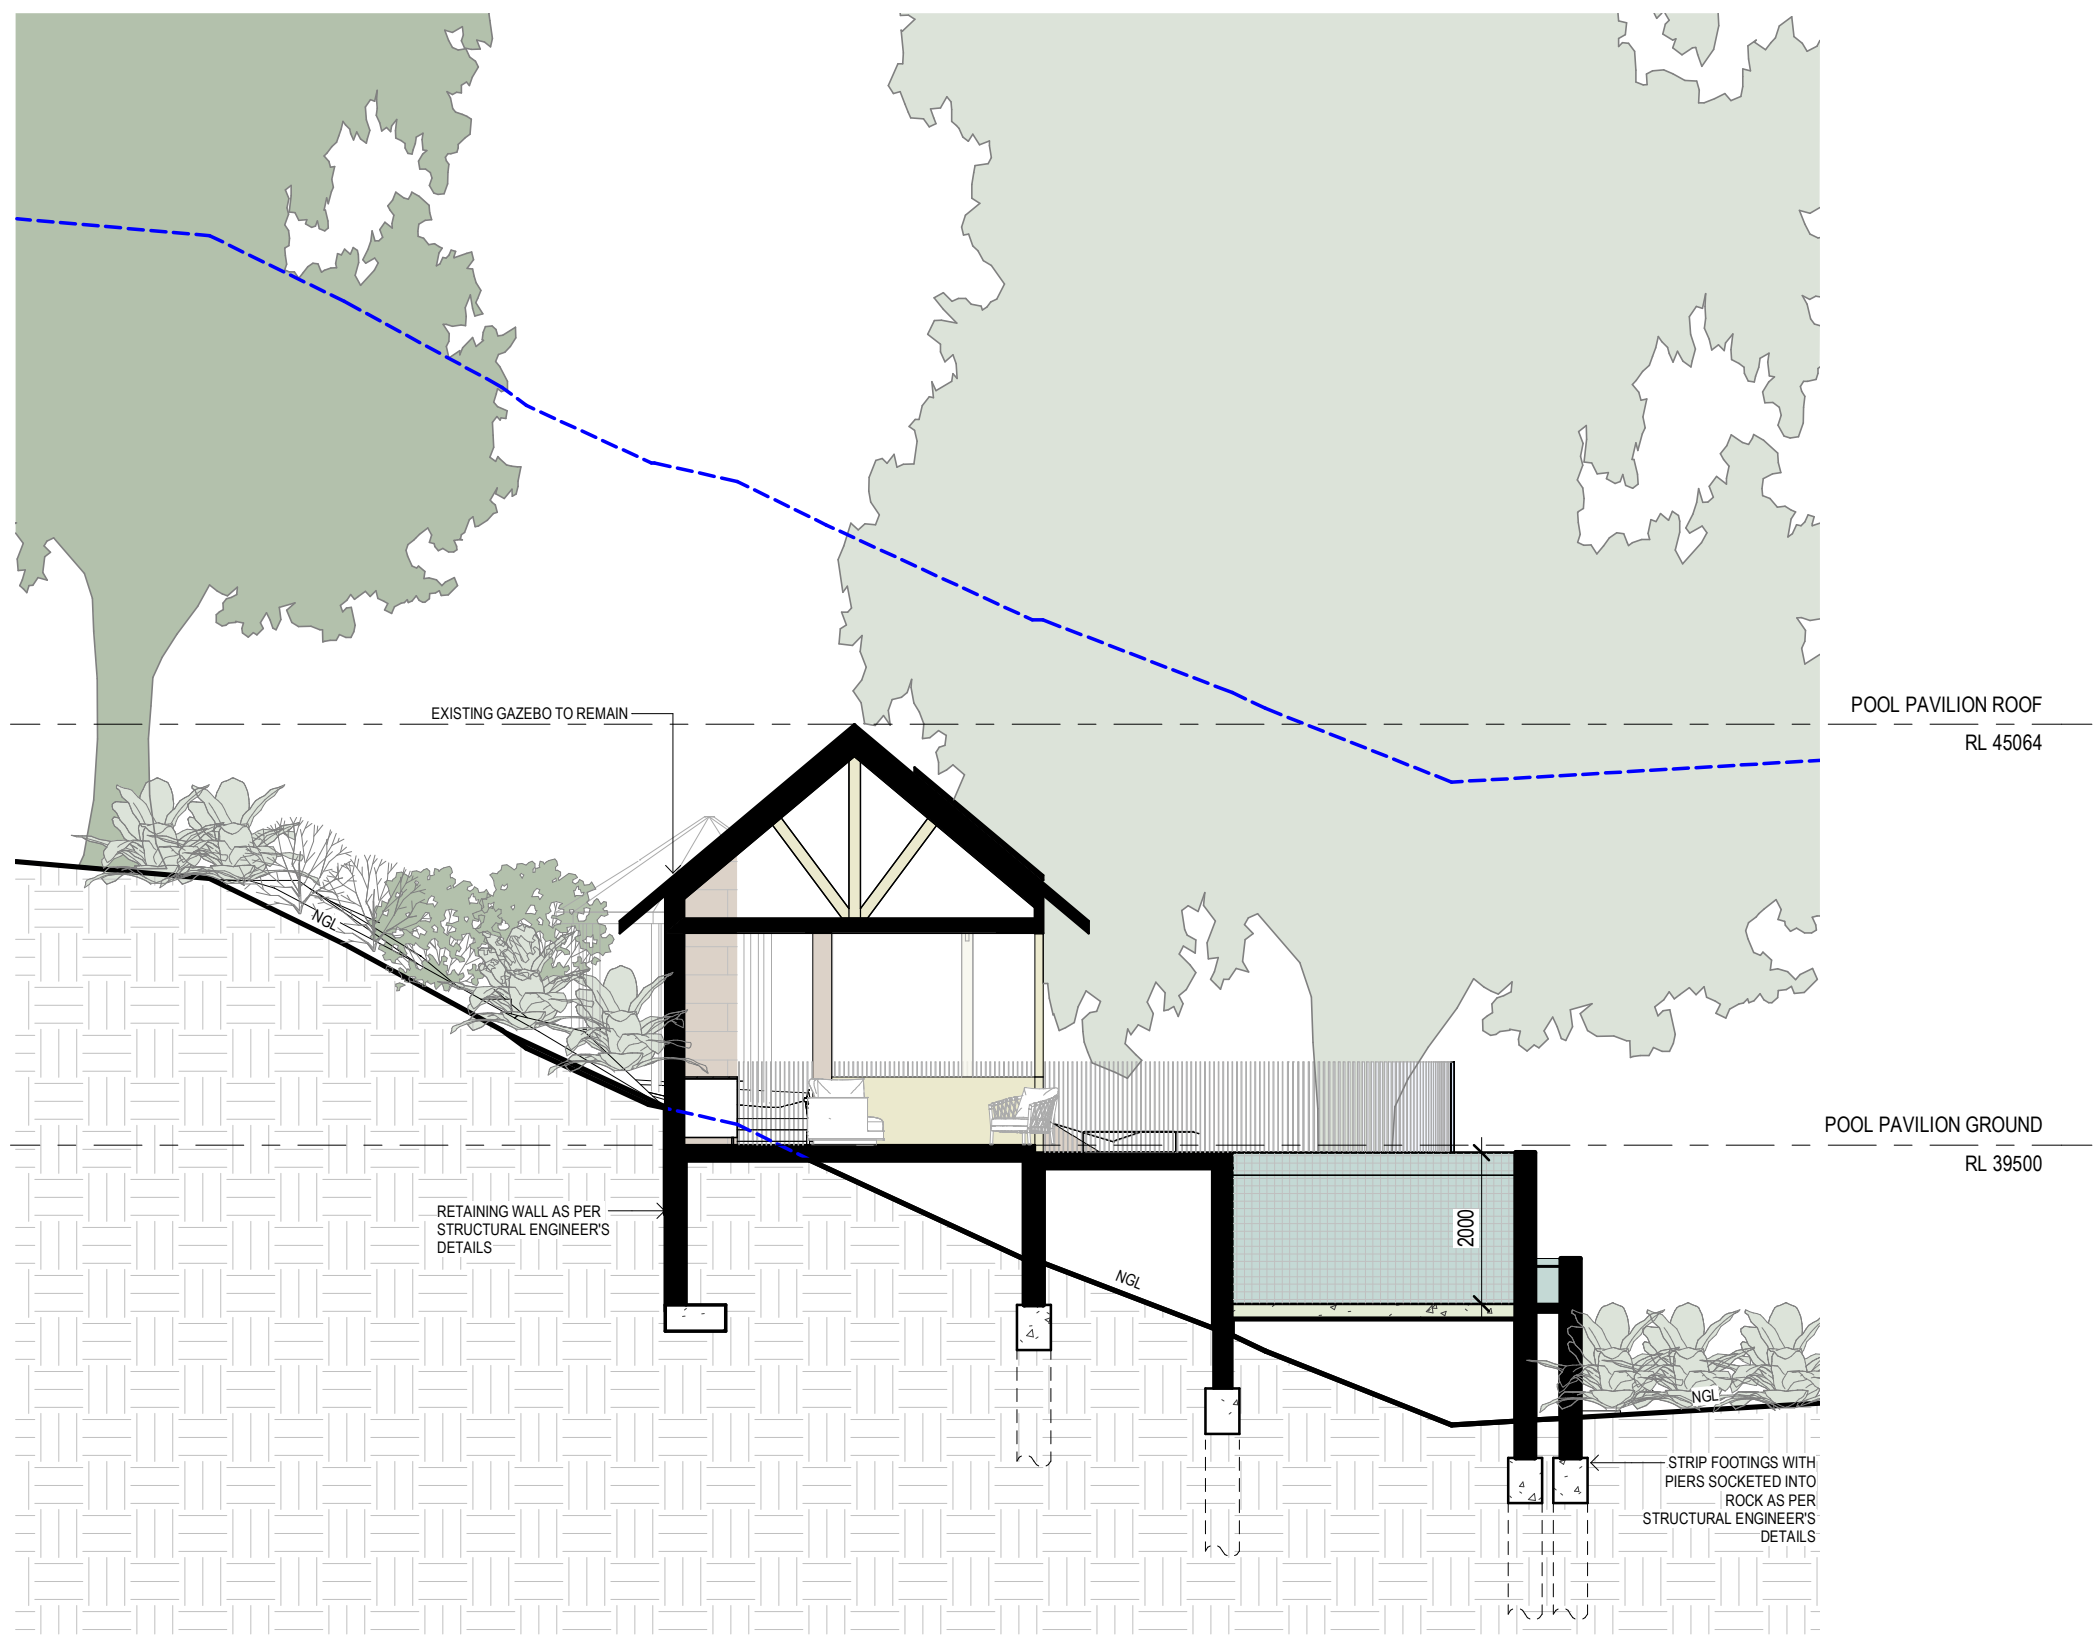 POOL PAVILION ROOF
EXISTING GAZEBO TO REMAIN
RL 45064
NGL
POOL PAVILION GROUND
RL 39500
RETAINING WALL AS PER
STRUCTURAL ENGINEER'S
DETAILS
2000
NGL
NGL
STRIP FOOTINGS WITH
PIERS SOCKETED INTO
ROCK AS PER
STRUCTURAL ENGINEER'S
DETAILS